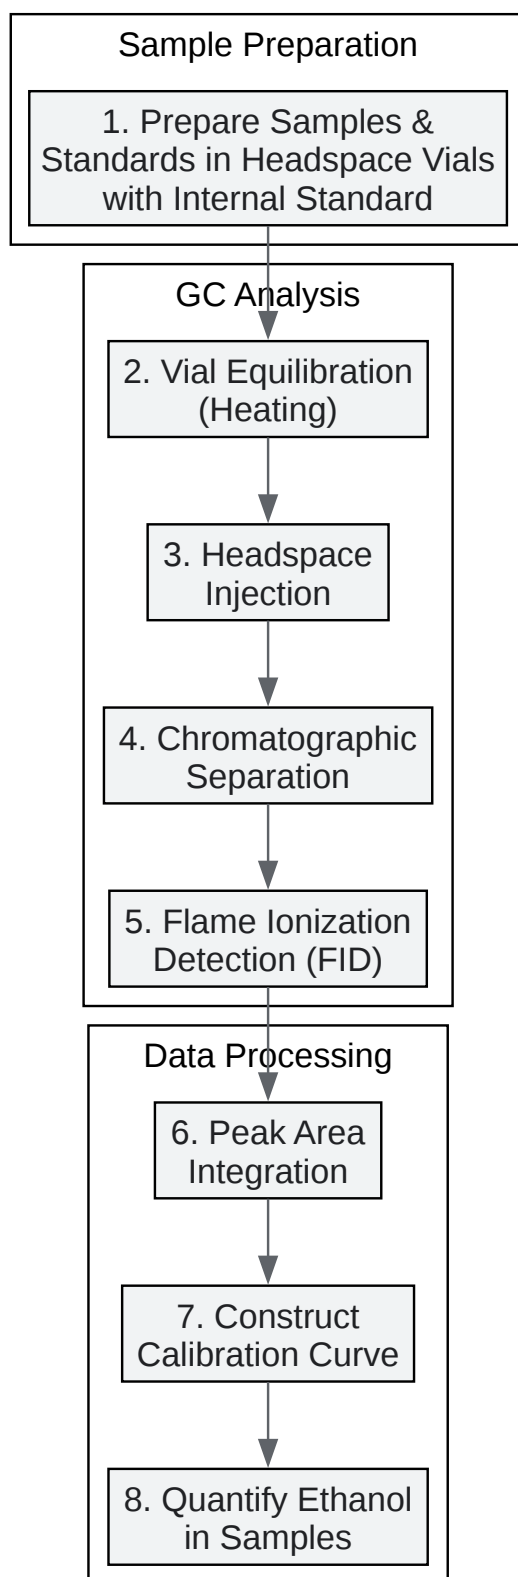 Sample Preparation
1. Prepare Samples &
Standards in Headspace Vials
with Internal Standard
GC Analysis
2. Vial Equilibration
(Heating)
3. Headspace
Injection
4. Chromatographic
Separation
5. Flame Ionization
Detection (FID)
Data Processing
6. Peak Area
Integration
7. Construct
Calibration Curve
8. Quantify Ethanol
in Samples